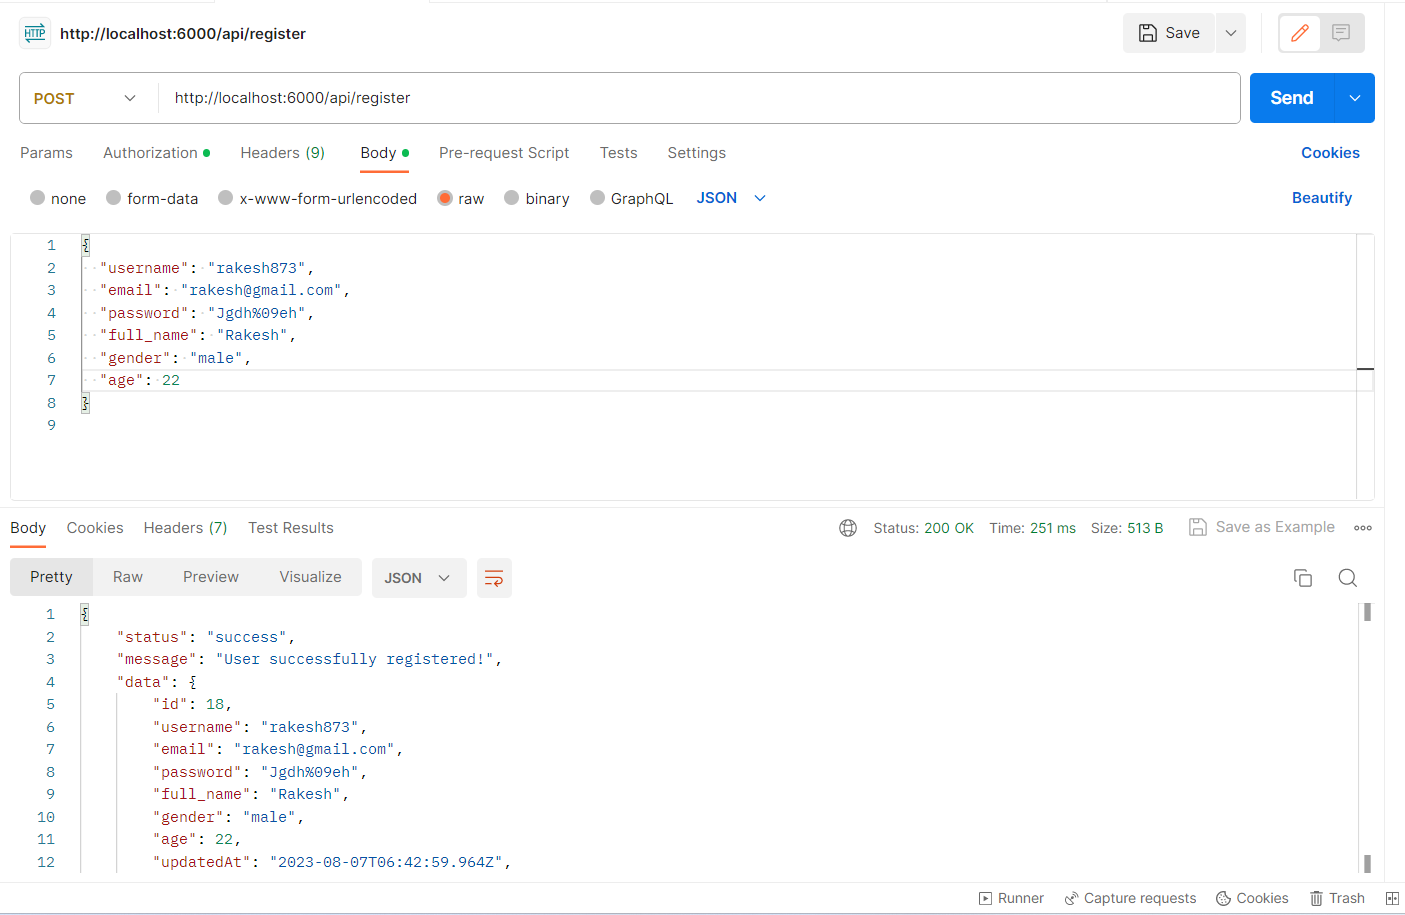 HTTP http://localhost:6000/api/register Save
POST http://localhost:6000/api/register Send
Params Authorization Headers (9) Body Pre-request Script Tests Settings Cookies
none form-data x-www-form-urlencoded raw binary GraphQL JSON Beautify
1 {
2 "username": "rakesh873",
3 "email": "rakesh@gmail.com",
4 "password": "Jgdh%09eh",
5 "full_name": "Rakesh",
6 "gender": "male",
7 "age": 22
8 }
9
Body Cookies Headers (7) Test Results Status: 200 OK Time: 251 ms Size: 513 B Save as Example
Pretty Raw Preview Visualize JSON
1 {
2 "status": "success",
3 "message": "User successfully registered!",
4 "data": {
5 "id": 18,
6 "username": "rakesh873",
7 "email": "rakesh@gmail.com",
8 "password": "Jgdh%09eh",
9 "full_name": "Rakesh",
10 "gender": "male",
11 "age": 22,
12 "updatedAt": "2023-08-07T06:42:59.964Z",
Runner Capture requests Cookies Trash